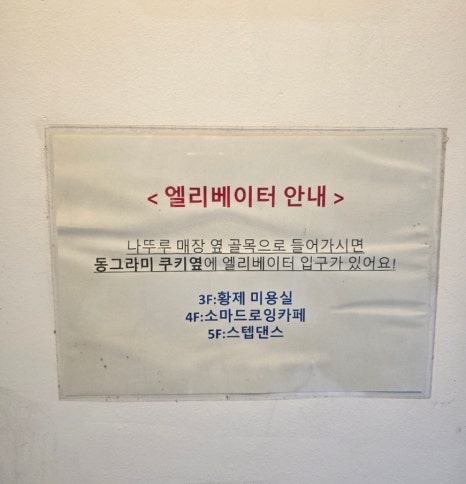 < 엘리베이터 안내 >
나뚜루 매장 옆 골목으로 들어가시면
동그라미 쿠키옆에 엘리베이터 입구가 있어요!
3F:황제 미용실
4F:소마드로잉카페
5F:스텝댄스